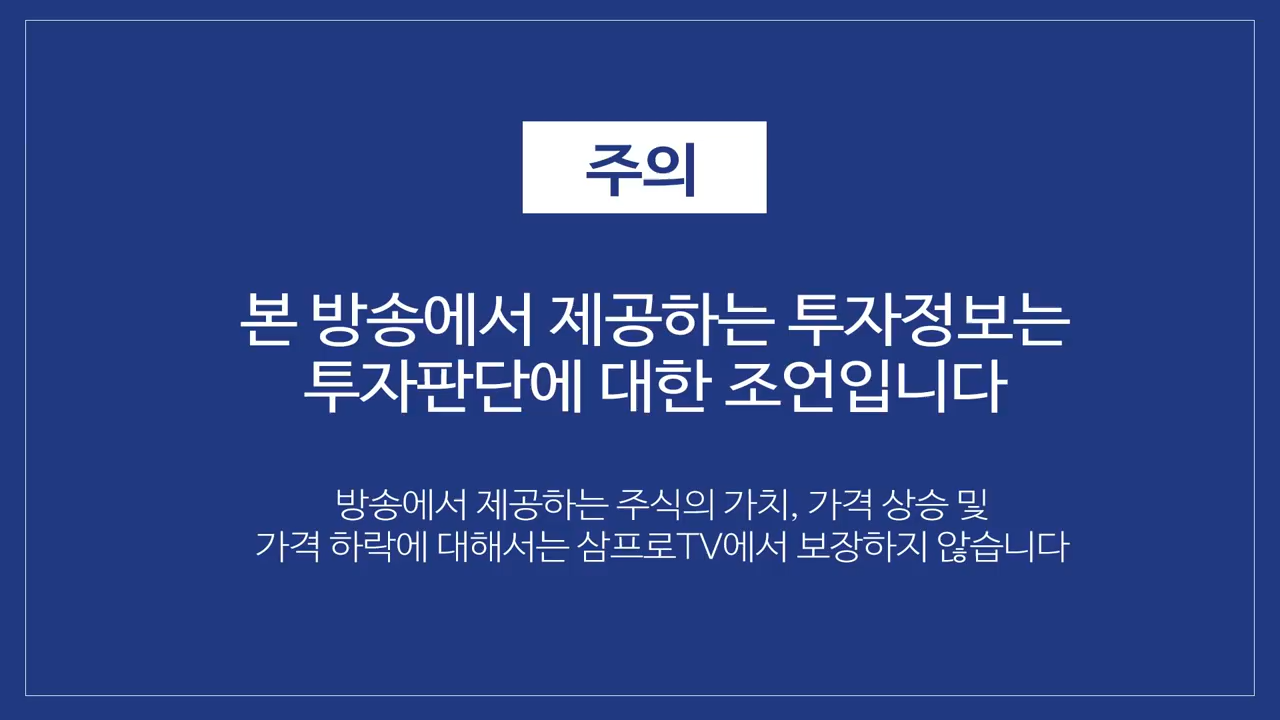 주의
본 방송에서 제공하는 투자정보는
투자판단에 대한 조언입니다
방송에서 제공하는 주식의 가치, 가격 상승 및
가격 하락에 대해서는 삼프로TV에서 보장하지 않습니다